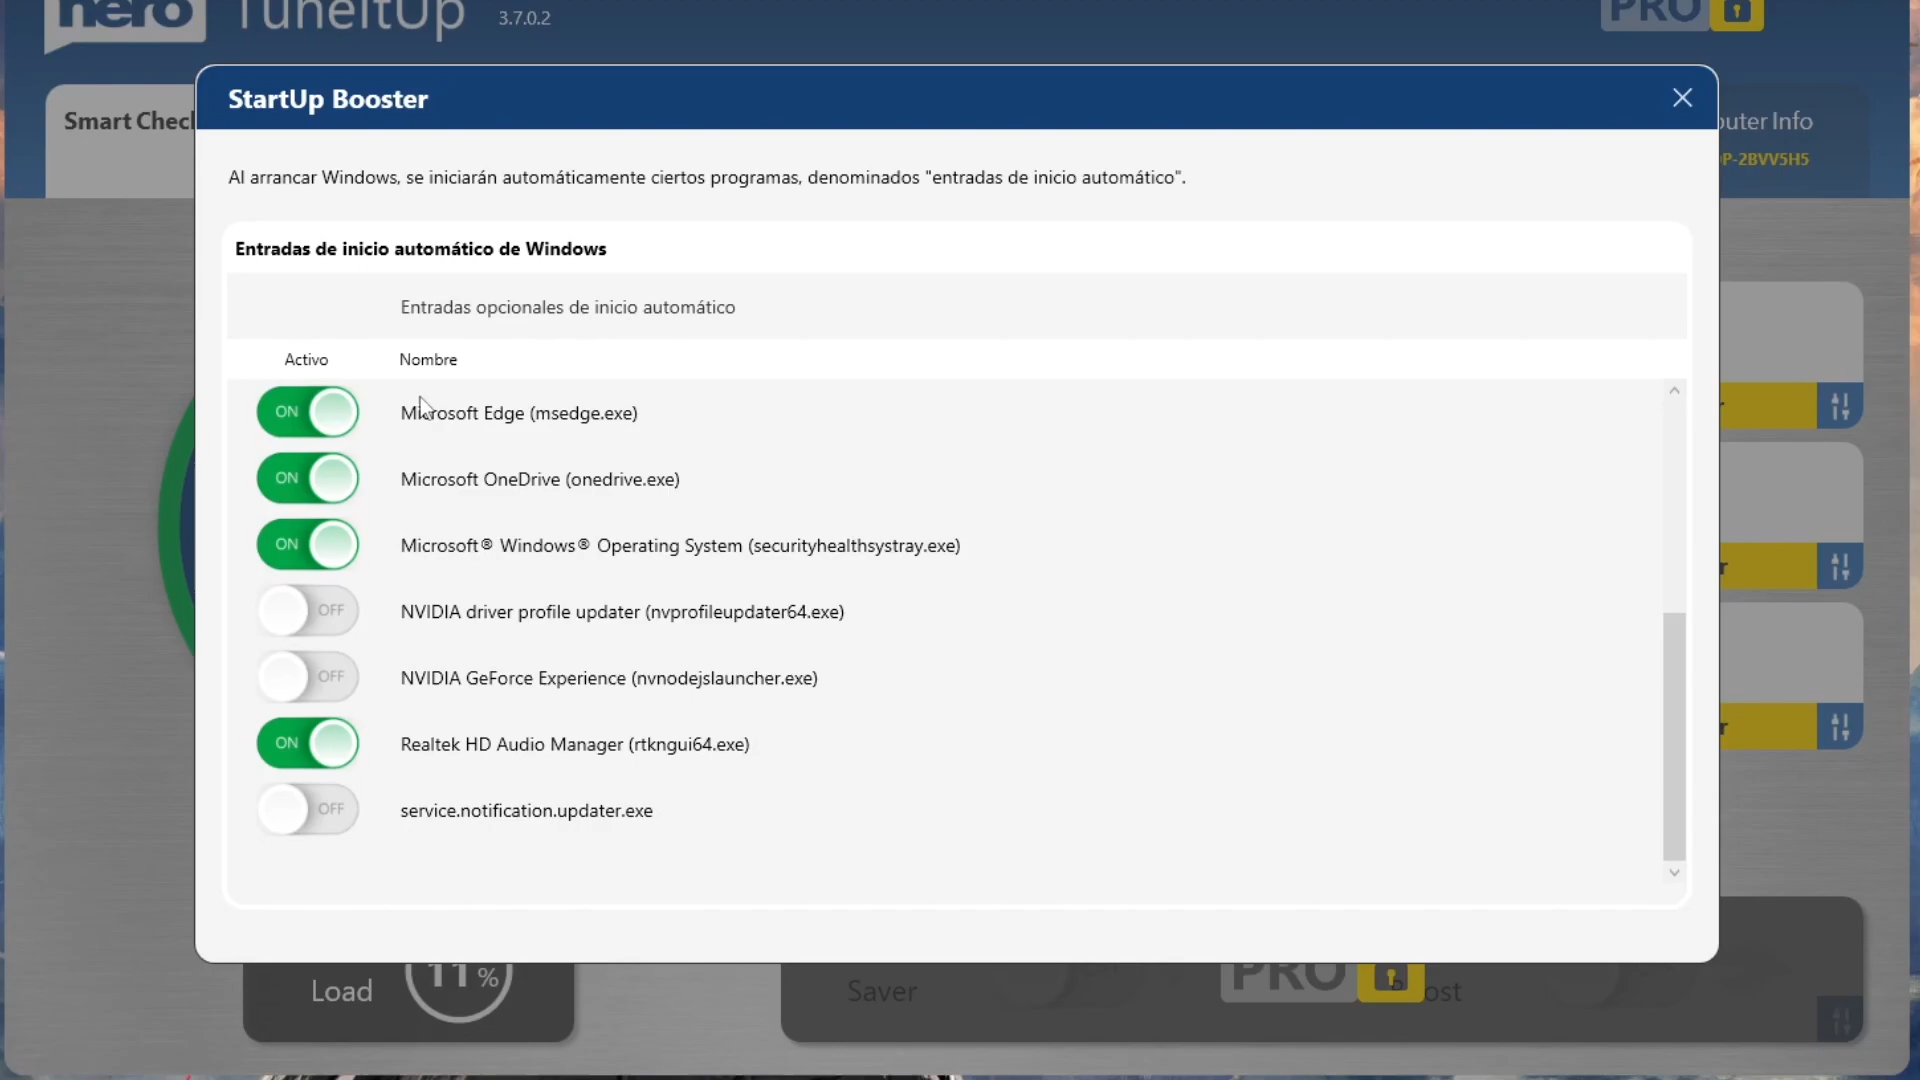 nero TuneItUp 3.7.0.2 PRO
StartUp Booster
Smart Check
puter Info
P-2BVV5H5
Al arrancar Windows, se iniciarán automáticamente ciertos programas, denominados "entradas de inicio automático".
Entradas de inicio automático de Windows
Entradas opcionales de inicio automático
Activo Nombre
ON Microsoft Edge (msedge.exe)
ON Microsoft OneDrive (onedrive.exe)
ON Microsoft® Windows® Operating System (securityhealthsystray.exe)
OFF NVIDIA driver profile updater (nvprofileupdater64.exe)
OFF NVIDIA GeForce Experience (nvnodejslauncher.exe)
ON Realtek HD Audio Manager (rtkngui64.exe)
OFF service.notification.updater.exe
Load 11% Saver PRO ost